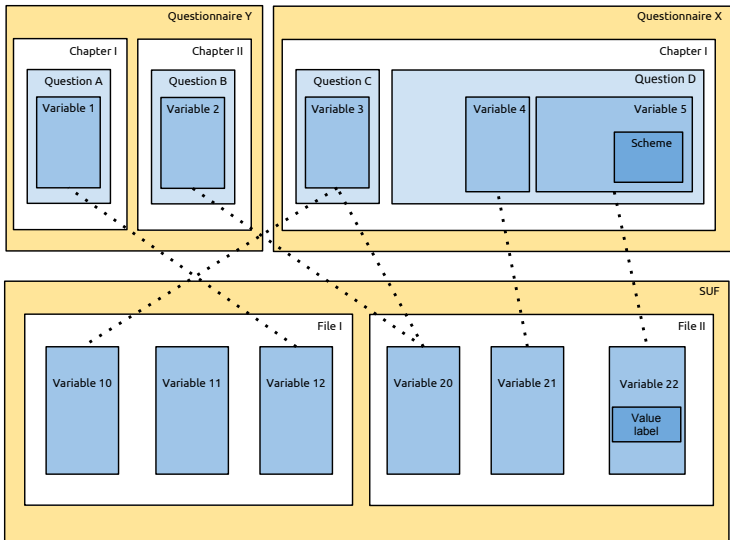 Questionnaire Y
Questionnaire X
Chapter I
Chapter II
Chapter I
Question A
Question B
Question C
Question D
Variable 1
Variable 2
Variable 3
Variable 4
Variable 5
Scheme
SUF
File I
File II
Variable 10
Variable 11
Variable 12
Variable 20
Variable 21
Variable 22
Value
label